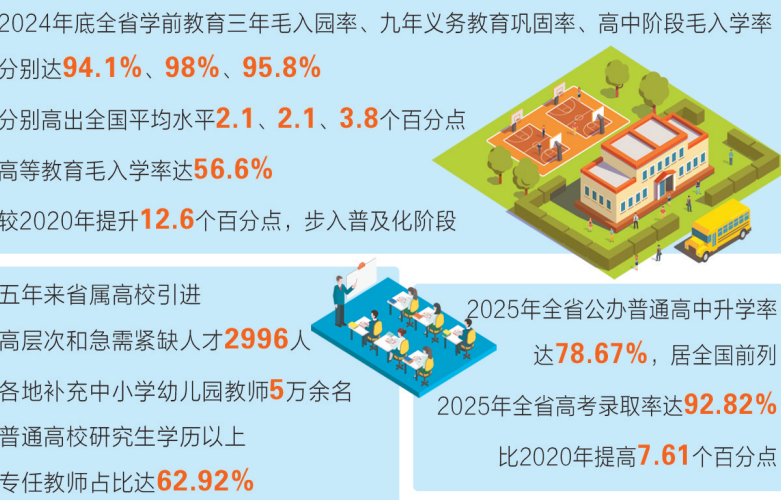 2024年底全省学前教育三年毛入园率、九年义务教育巩固率、高中阶段毛入学率
分别达94.1%、98%、95.8%
分别高出全国平均水平2.1、2.1、3.8个百分点
高等教育毛入学率达56.6%
较2020年提升12.6个百分点，步入普及化阶段
五年来省属高校引进
高层次和急需紧缺人才2996人
各地补充中小学幼儿园教师5万余名
普通高校研究生学历以上
专任教师占比达62.92%
2025年全省公办普通高中升学率
达78.67%，居全国前列
2025年全省高考录取率达92.82%
比2020年提高7.61个百分点